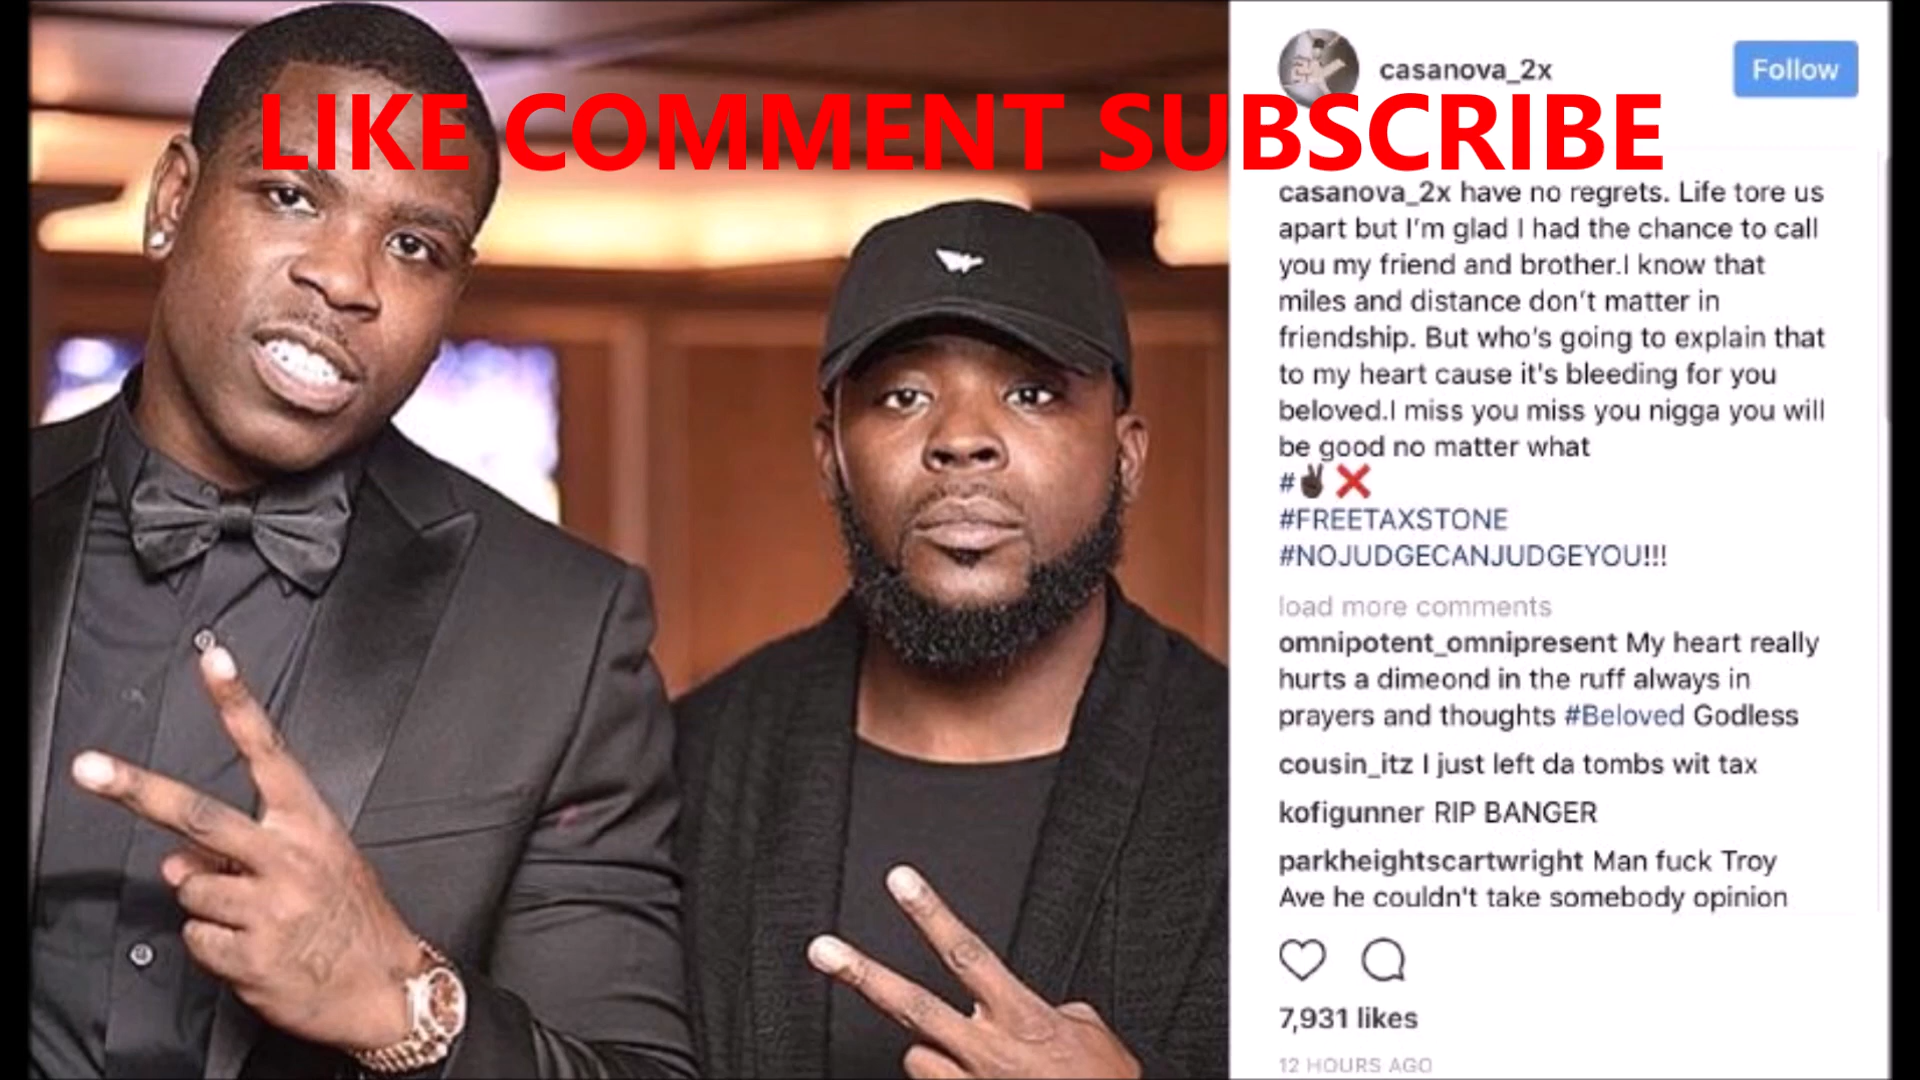 casanova_2x
Follow
LIKE COMMENT SUBSCRIBE
casanova_2x have no regrets. Life tore us
apart but I'm glad I had the chance to call
you my friend and brother.I know that
miles and distance don't matter in
friendship. But who's going to explain that
to my heart cause it's bleeding for you
beloved.I miss you miss you nigga you will
be good no matter what
#✌🏿❌
#FREETAXSTONE
#NOJUDGECANJUDGEYOU!!!
load more comments
omnipotent_omnipresent My heart really
hurts a dimeond in the ruff always in
prayers and thoughts #Beloved Godless
cousin_itz I just left da tombs wit tax
kofigunner RIP BANGER
parkheightscartwright Man fuck Troy
Ave he couldn't take somebody opinion
7,931 likes
12 HOURS AGO